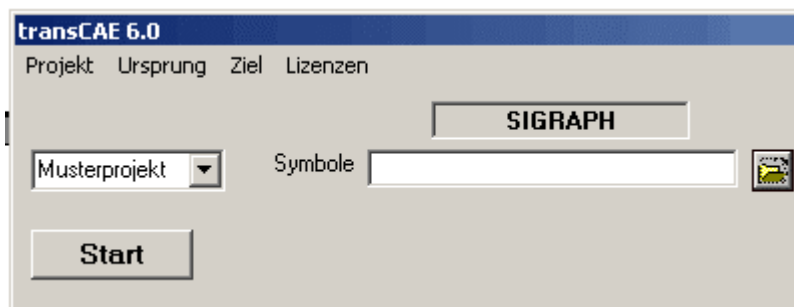 transCAE 6.0
Projekt Ursprung Ziel Lizenzen
SIGRAPH
Musterprojekt Symbole
Start